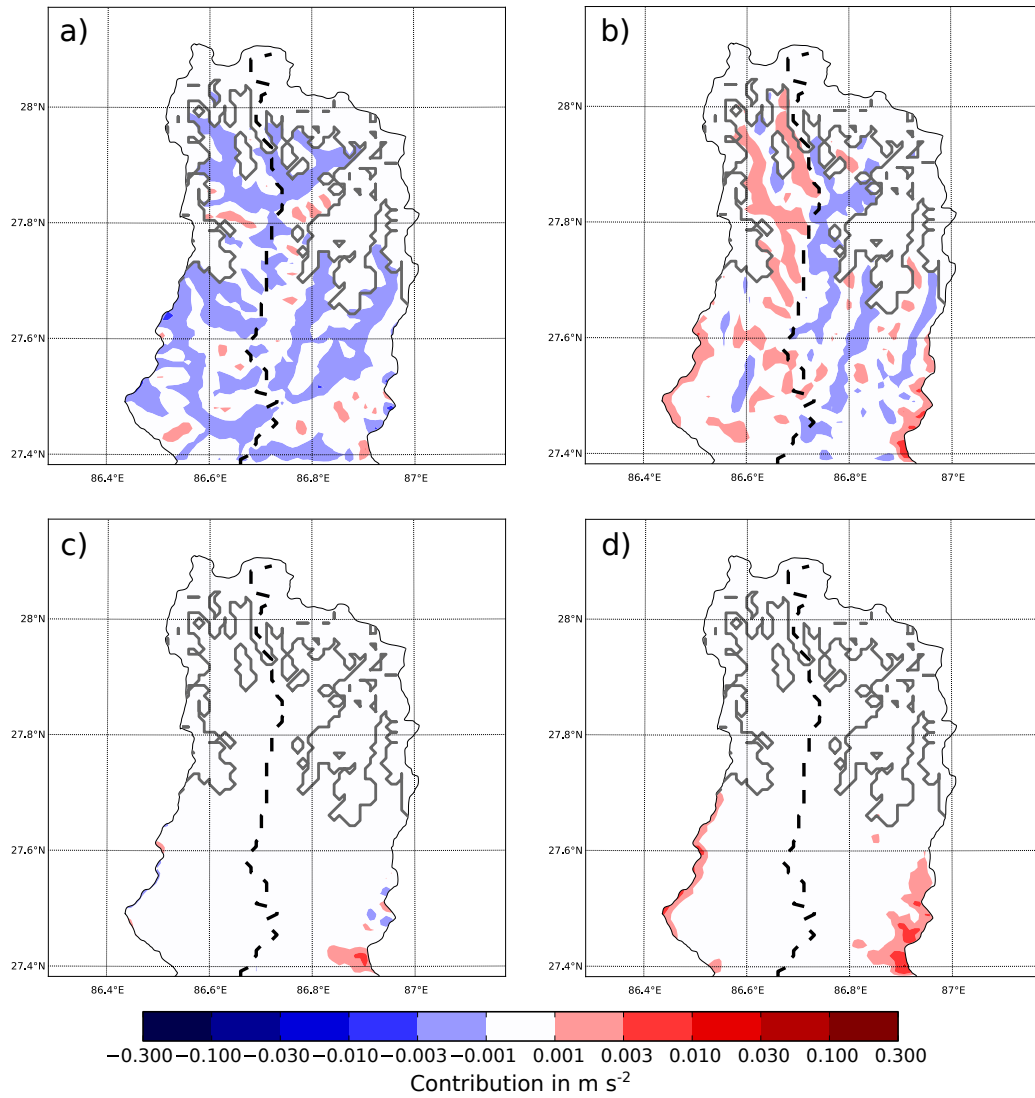 a) b)
28°N 28°N
27.8°N 27.8°N
27.6°N 27.6°N
27.4°N 27.4°N
86.4°E 86.6°E 86.8°E 87°E 86.4°E 86.6°E 86.8°E 87°E
c) d)
28°N 28°N
27.8°N 27.8°N
27.6°N 27.6°N
27.4°N 27.4°N
86.4°E 86.6°E 86.8°E 87°E 86.4°E 86.6°E 86.8°E 87°E
−0.300 −0.100 −0.030 −0.010 −0.003 −0.001 0.001 0.003 0.010 0.030 0.100 0.300
Contribution in m s⁻²